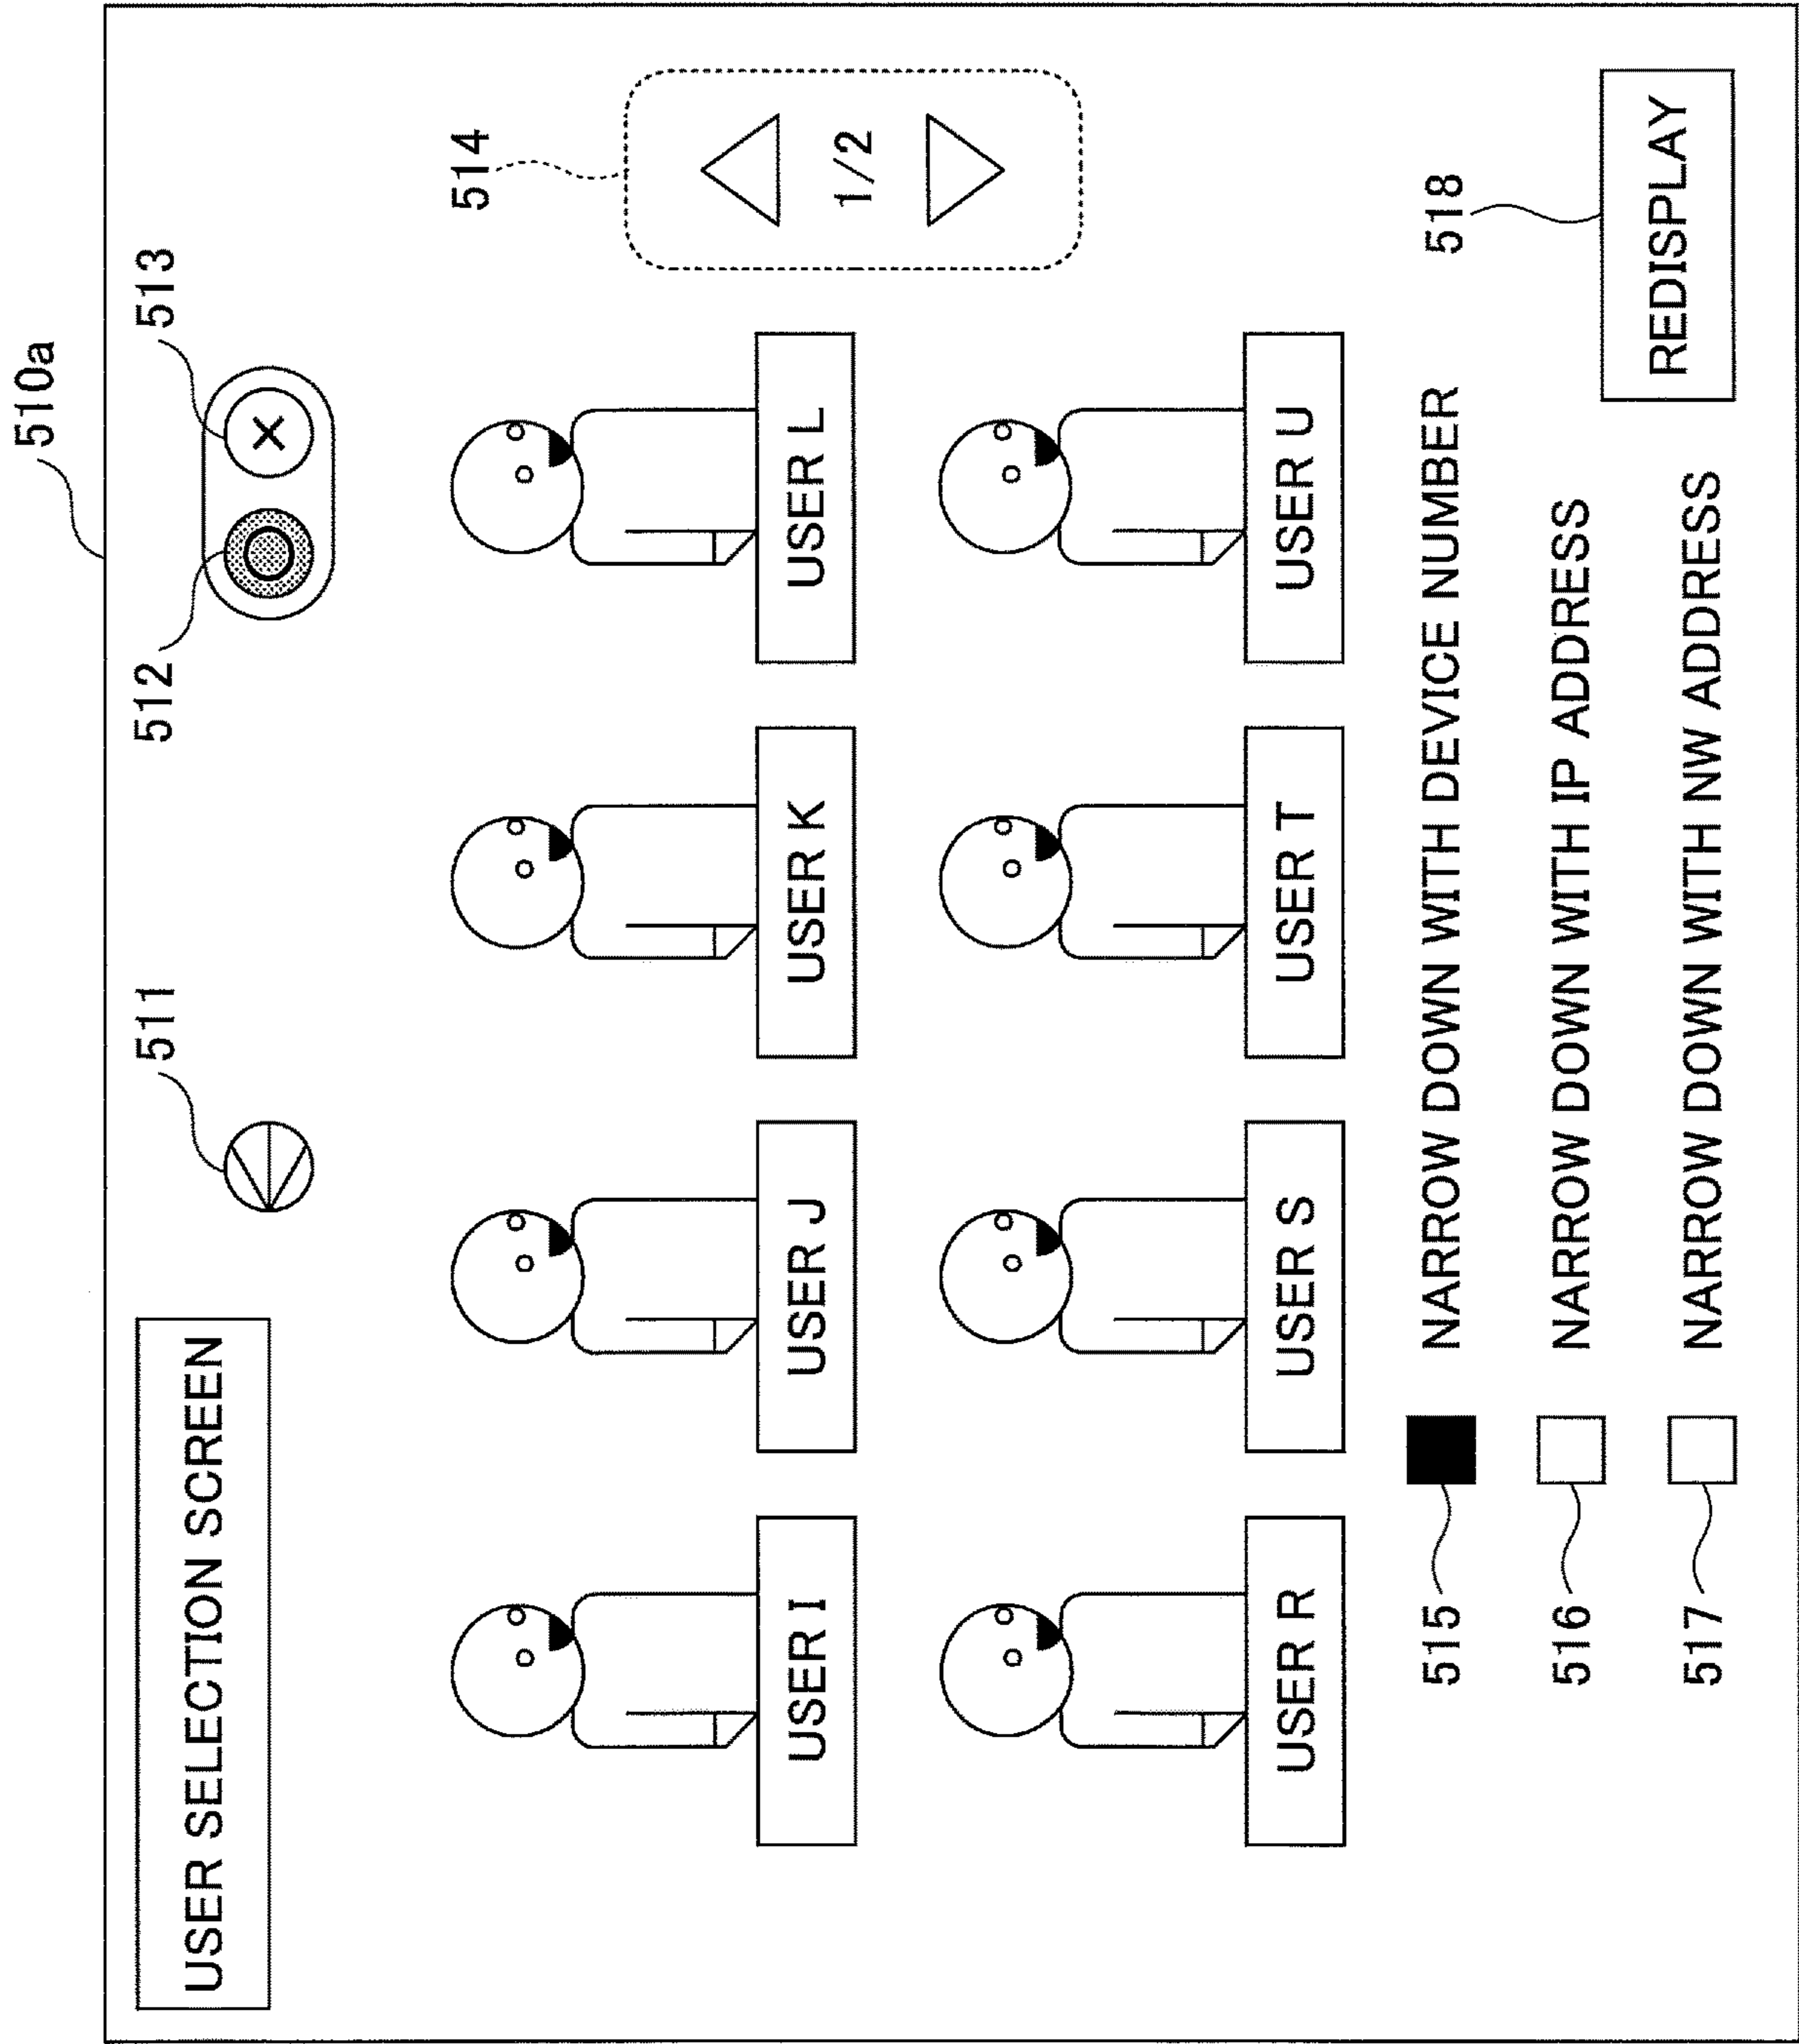 510a
USER SELECTION SCREEN
511
512
513
×
514
1/2
USER I
USER J
USER K
USER L
USER R
USER S
USER T
USER U
515
NARROW DOWN WITH DEVICE NUMBER
516
NARROW DOWN WITH IP ADDRESS
517
NARROW DOWN WITH NW ADDRESS
518
REDISPLAY